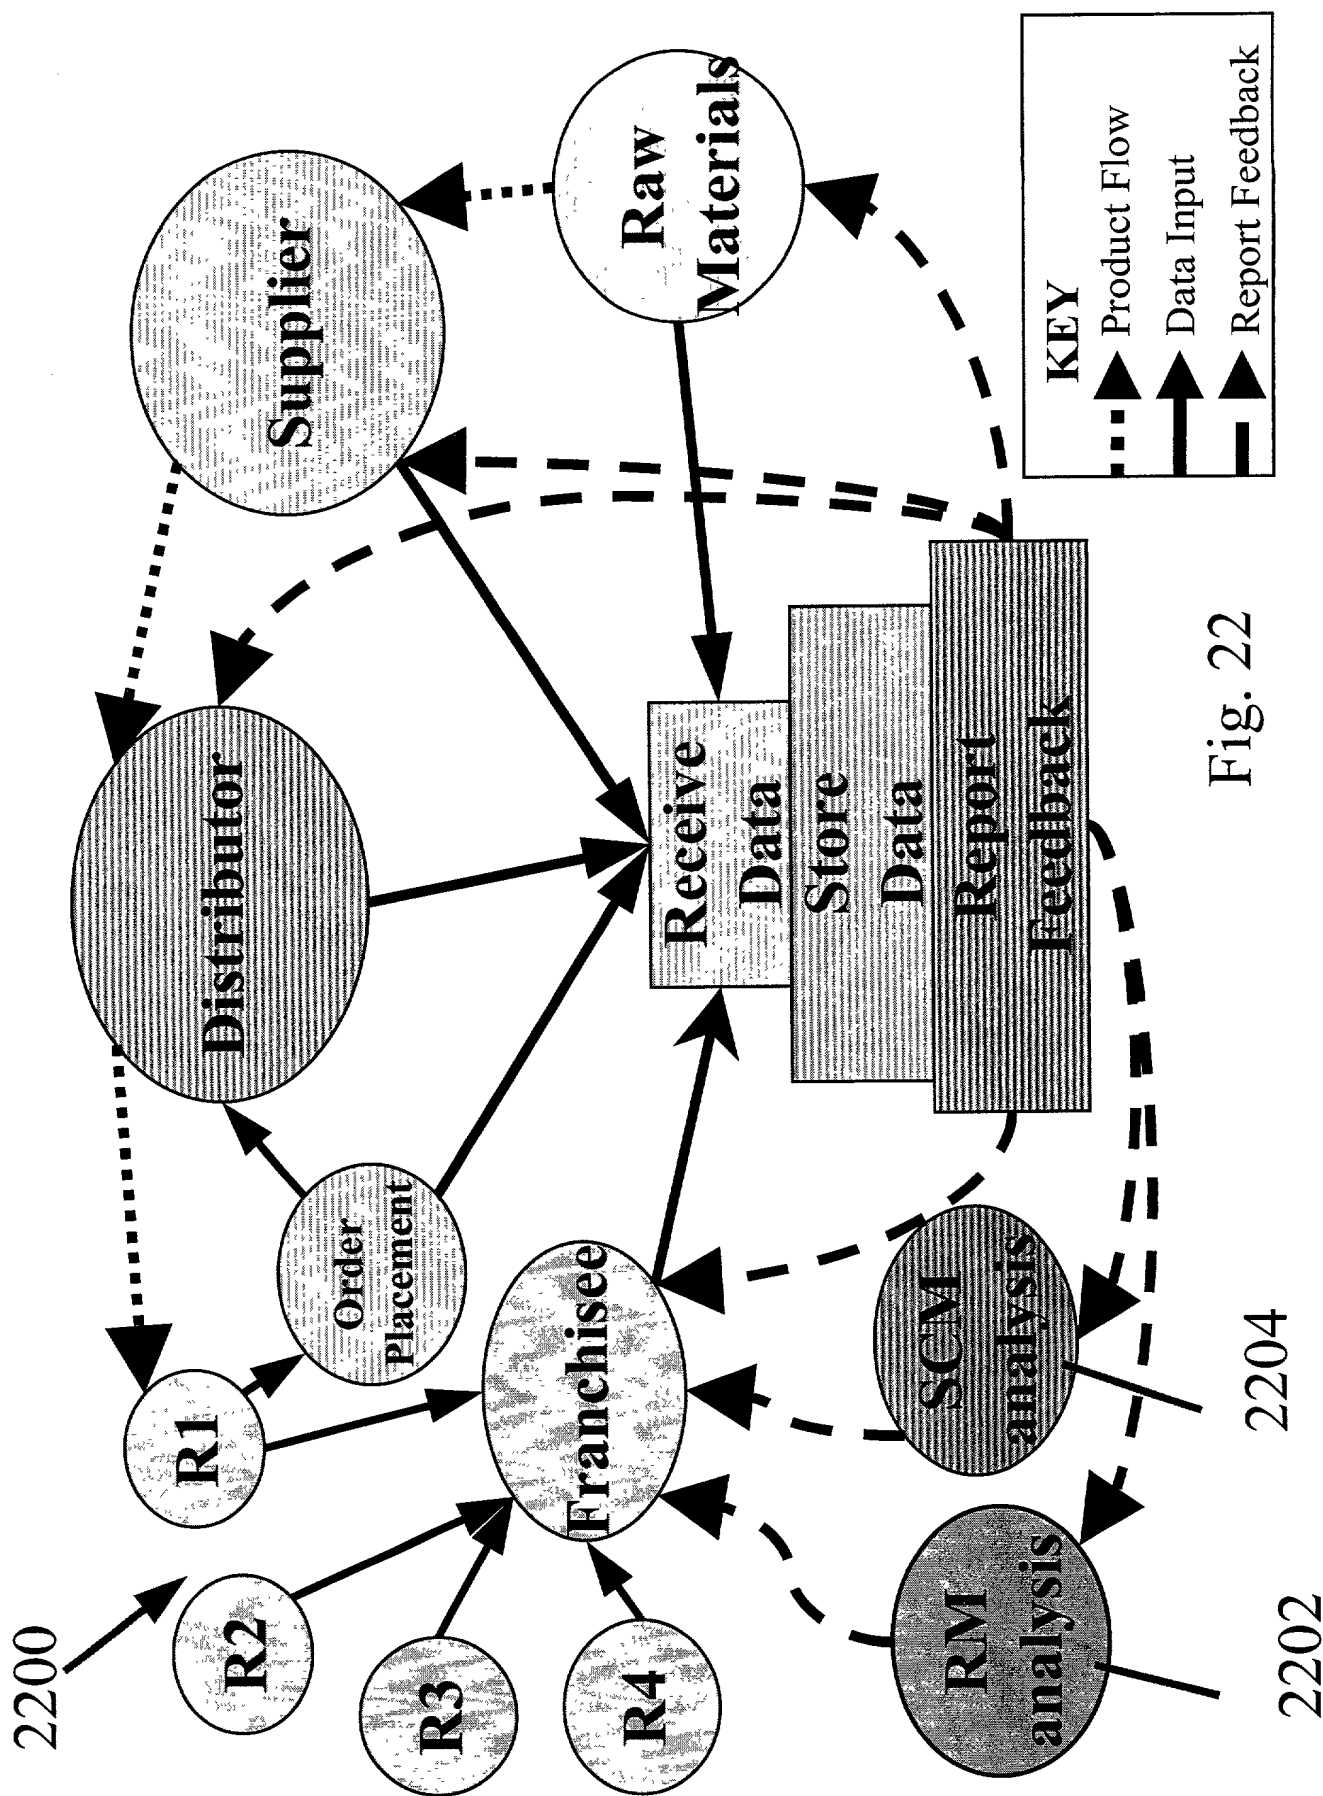 2200
R1
R2
R3
R4
Order
Placement
Franchisee
Distributor
Supplier
Raw
Materials
Receive
Data
Store
Data
Report
Feedback
SCM
analysis
RM
analysis
2202
2204
KEY
Product Flow
Data Input
Report Feedback
Fig. 22